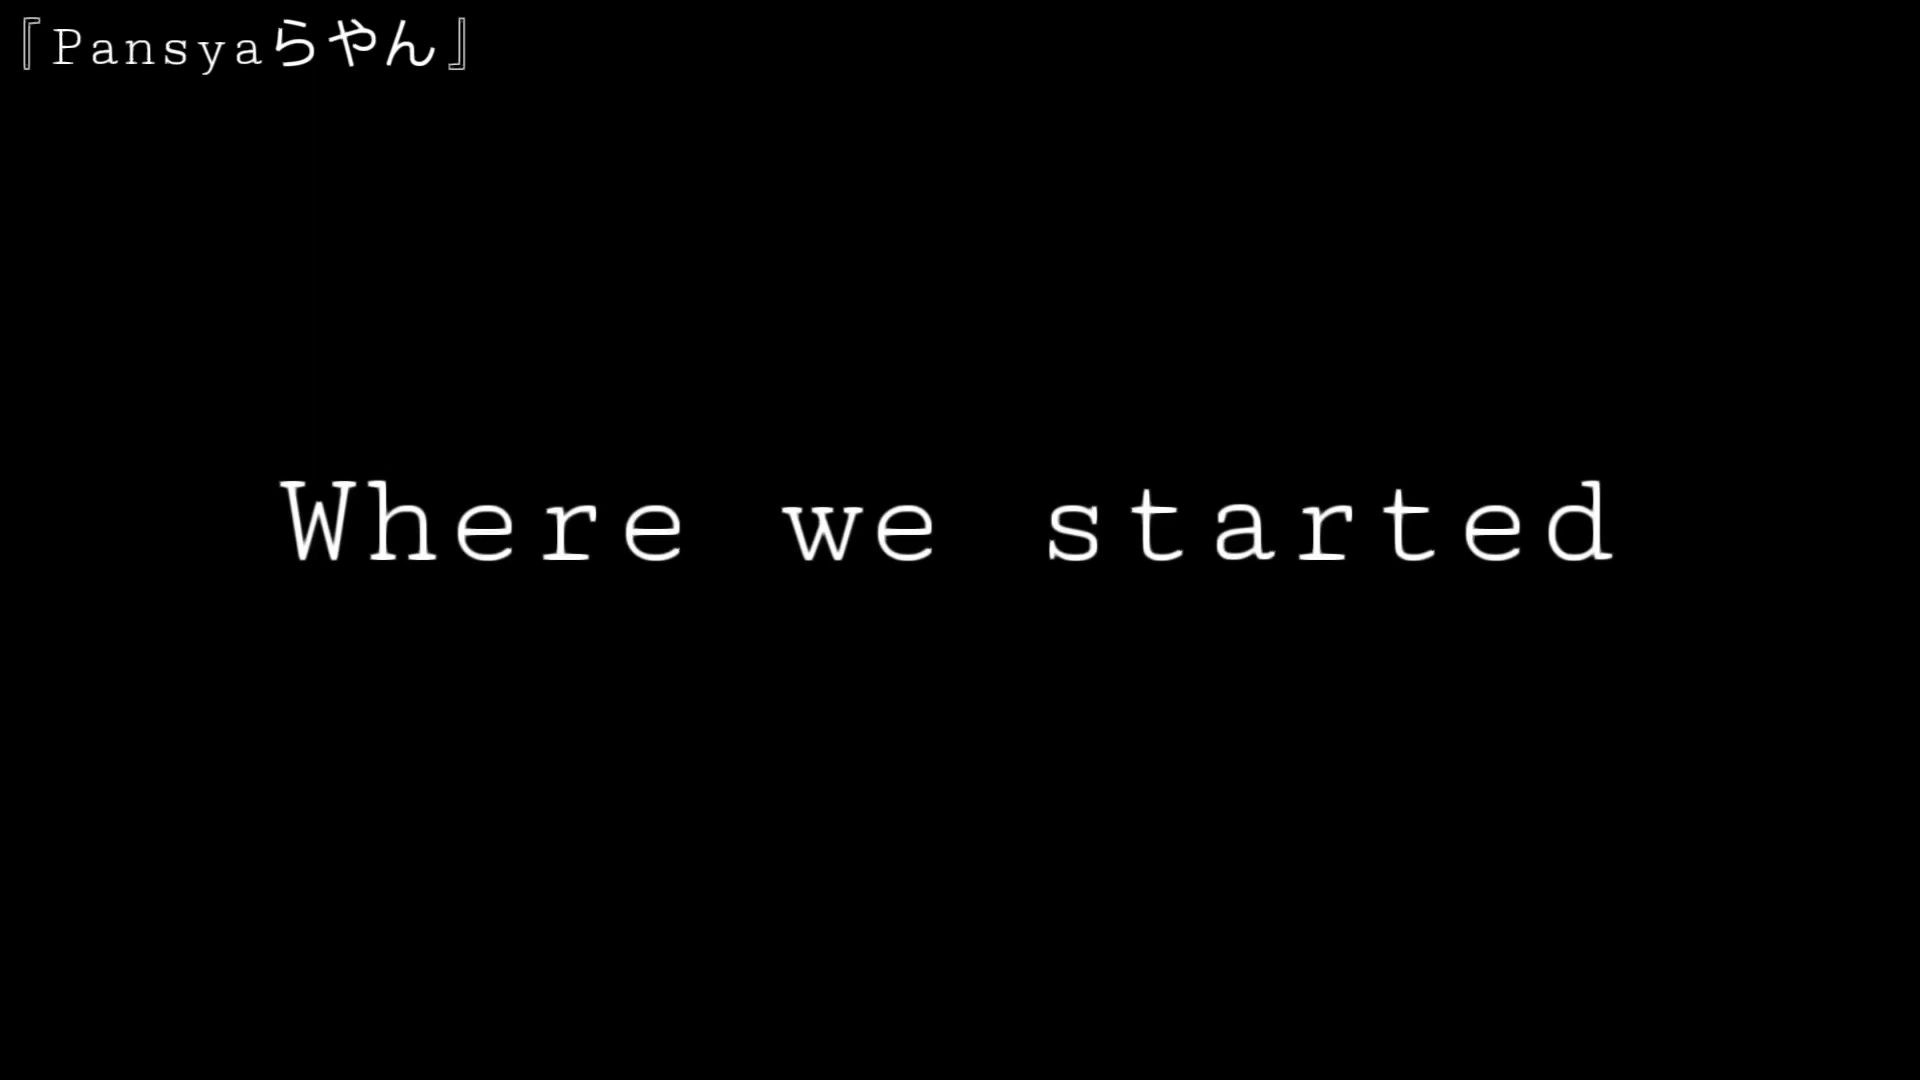 『Pansyaらやん』
Where we started